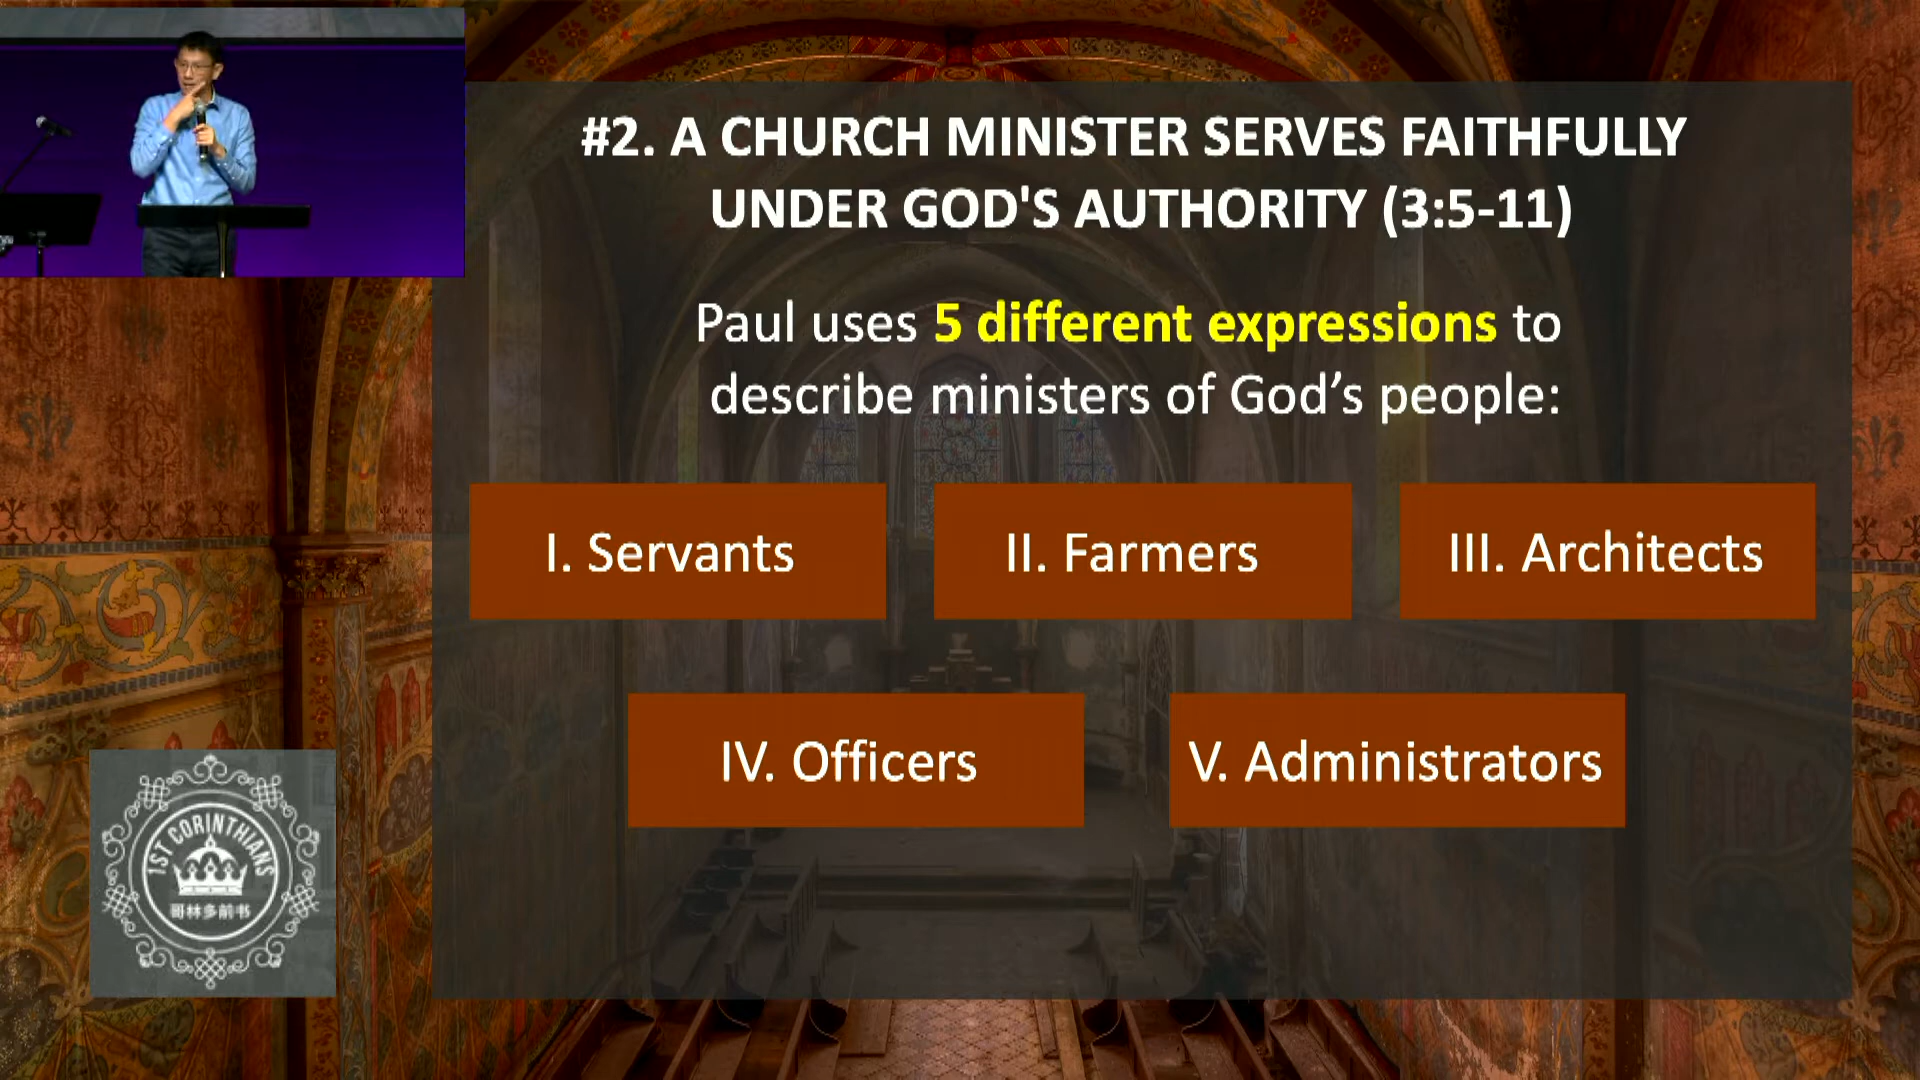 #2. A CHURCH MINISTER SERVES FAITHFULLY
UNDER GOD'S AUTHORITY (3:5-11)
Paul uses 5 different expressions to
describe ministers of God’s people:
I. Servants
II. Farmers
III. Architects
IV. Officers
V. Administrators
1ST CORINTHIANS
哥林多前书